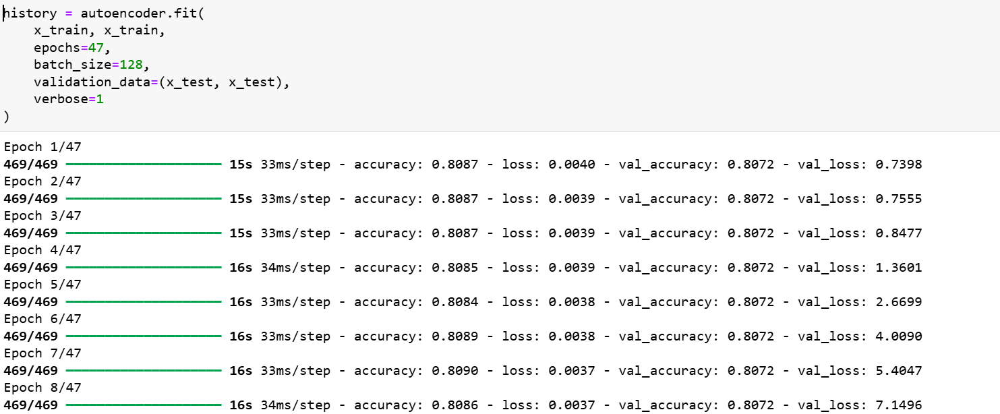 history = autoencoder.fit(
    x_train, x_train,
    epochs=47,
    batch_size=128,
    validation_data=(x_test, x_test),
    verbose=1
)
Epoch 1/47
469/469 ━━━━━━━━━━━━━━━━━━━━ 15s 33ms/step - accuracy: 0.8087 - loss: 0.0040 - val_accuracy: 0.8072 - val_loss: 0.7398
Epoch 2/47
469/469 ━━━━━━━━━━━━━━━━━━━━ 15s 33ms/step - accuracy: 0.8087 - loss: 0.0039 - val_accuracy: 0.8072 - val_loss: 0.7555
Epoch 3/47
469/469 ━━━━━━━━━━━━━━━━━━━━ 15s 33ms/step - accuracy: 0.8087 - loss: 0.0039 - val_accuracy: 0.8072 - val_loss: 0.8477
Epoch 4/47
469/469 ━━━━━━━━━━━━━━━━━━━━ 16s 34ms/step - accuracy: 0.8085 - loss: 0.0039 - val_accuracy: 0.8072 - val_loss: 1.3601
Epoch 5/47
469/469 ━━━━━━━━━━━━━━━━━━━━ 16s 33ms/step - accuracy: 0.8084 - loss: 0.0038 - val_accuracy: 0.8072 - val_loss: 2.6699
Epoch 6/47
469/469 ━━━━━━━━━━━━━━━━━━━━ 16s 33ms/step - accuracy: 0.8089 - loss: 0.0038 - val_accuracy: 0.8072 - val_loss: 4.0090
Epoch 7/47
469/469 ━━━━━━━━━━━━━━━━━━━━ 16s 33ms/step - accuracy: 0.8090 - loss: 0.0037 - val_accuracy: 0.8072 - val_loss: 5.4047
Epoch 8/47
469/469 ━━━━━━━━━━━━━━━━━━━━ 16s 34ms/step - accuracy: 0.8086 - loss: 0.0037 - val_accuracy: 0.8072 - val_loss: 7.1496